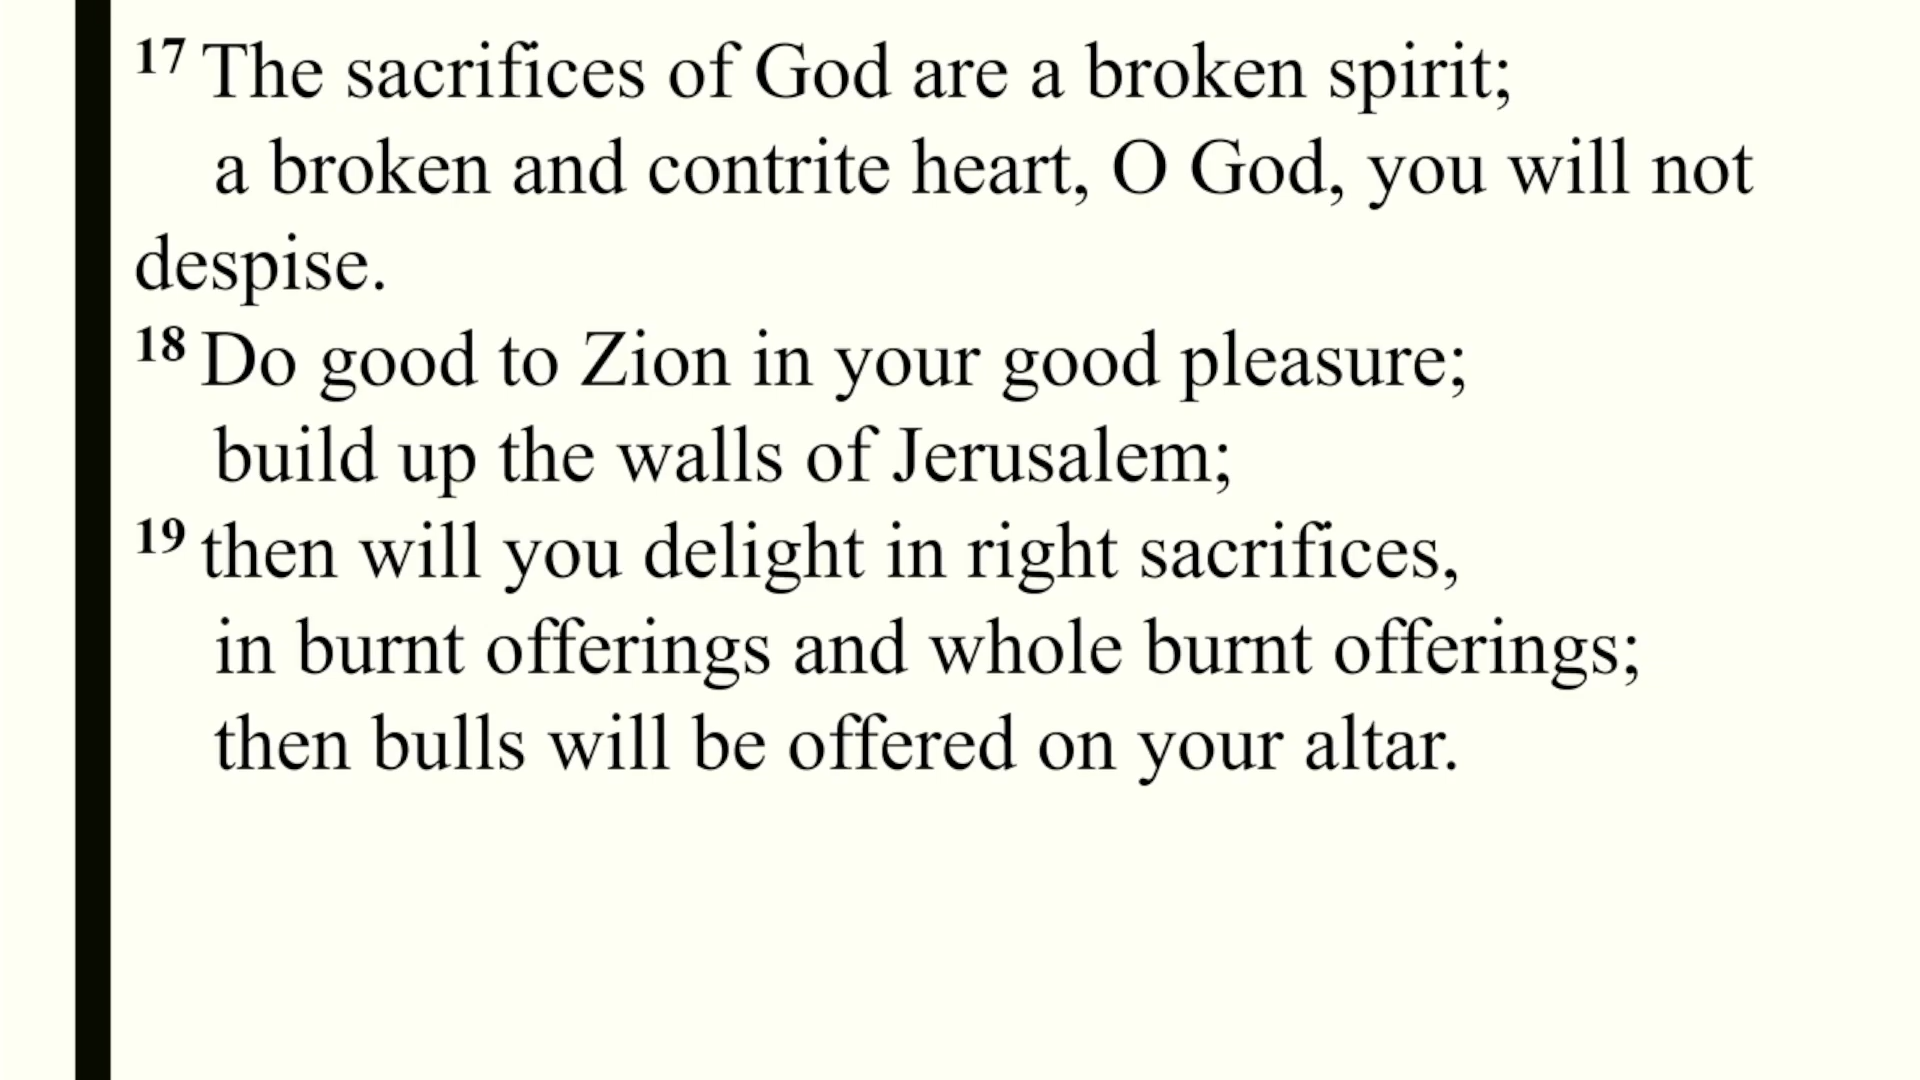 17 The sacrifices of God are a broken spirit;
a broken and contrite heart, O God, you will not
despise.
18 Do good to Zion in your good pleasure;
build up the walls of Jerusalem;
19 then will you delight in right sacrifices,
in burnt offerings and whole burnt offerings;
then bulls will be offered on your altar.